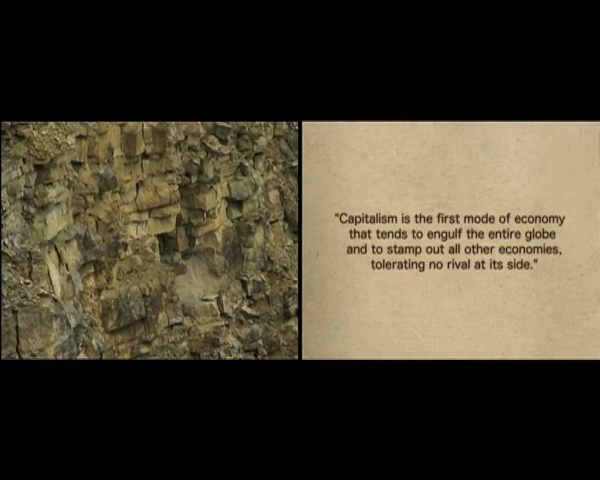 "Capitalism is the first mode of economy
that tends to engulf the entire globe
and to stamp out all other economies,
tolerating no rival at its side."